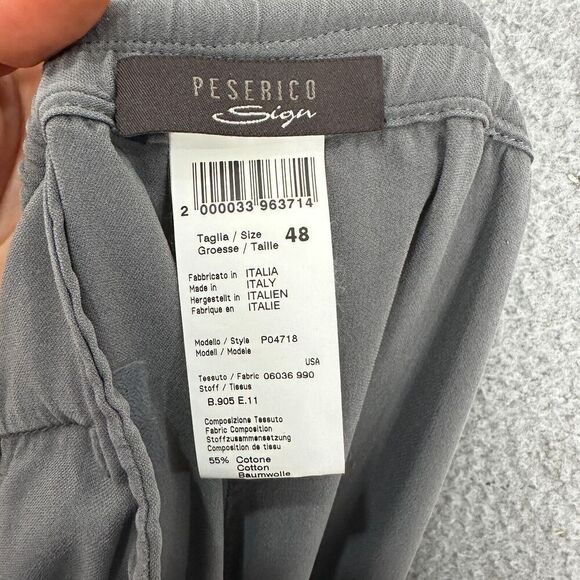 PESERICO
Sign
2 000033 963714
Taglia / Size 48
Groesse / Taille
Fabbricato in ITALIA
Made in ITALY
Hergestellt in ITALIEN
Fabrique en ITALIE
Modello / Style P04718
Modell / Modele
USA
Tessuto / Fabric 06036 990
Stoff / Tissus
B.905 E.11
Composizione Tessuto
Fabric Composition
Stoffzusammensetzung
Composition de tissu
55% Cotone
Cotton
Baumwolle